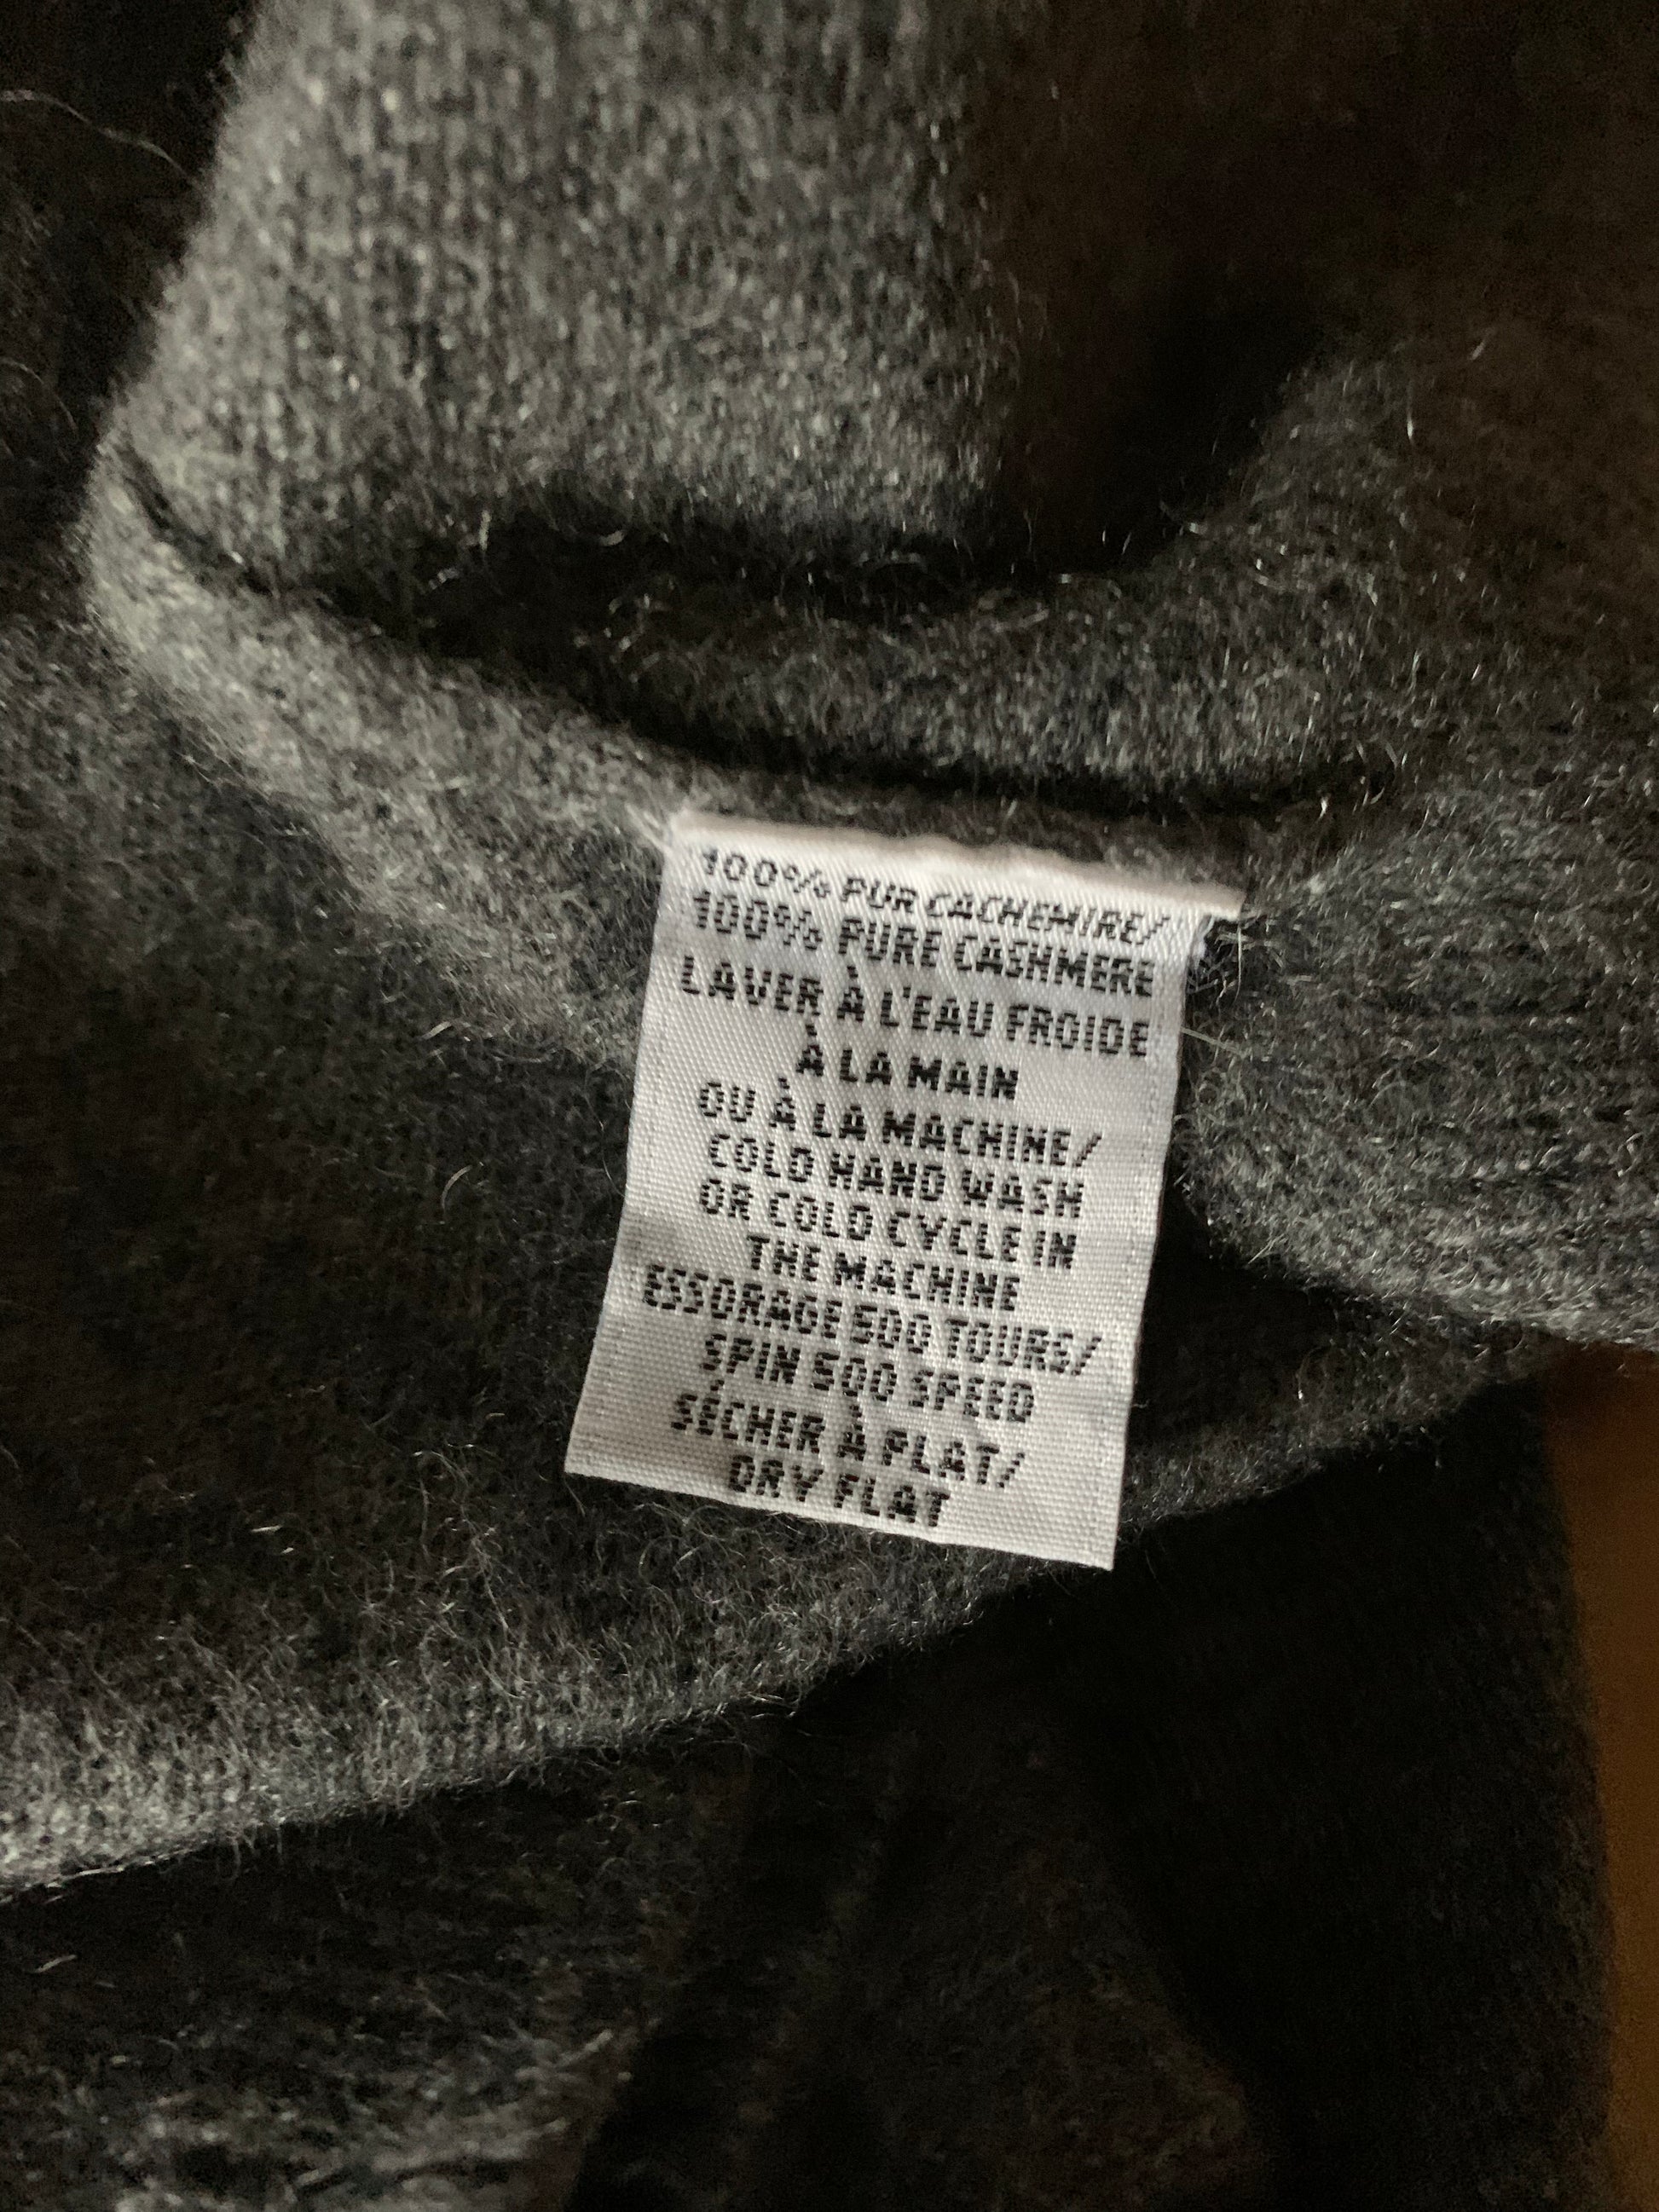 100% PUR CACHEMIRE/
100% PURE CASHMERE
LAVER À L'EAU FROIDE
À LA MAIN
OU À LA MACHINE/
COLD HAND WASH
OR COLD CYCLE IN
THE MACHINE
ESSORAGE 500 TOURS/
SPIN 500 SPEED
SÉCHER À PLAT/
DRY FLAT